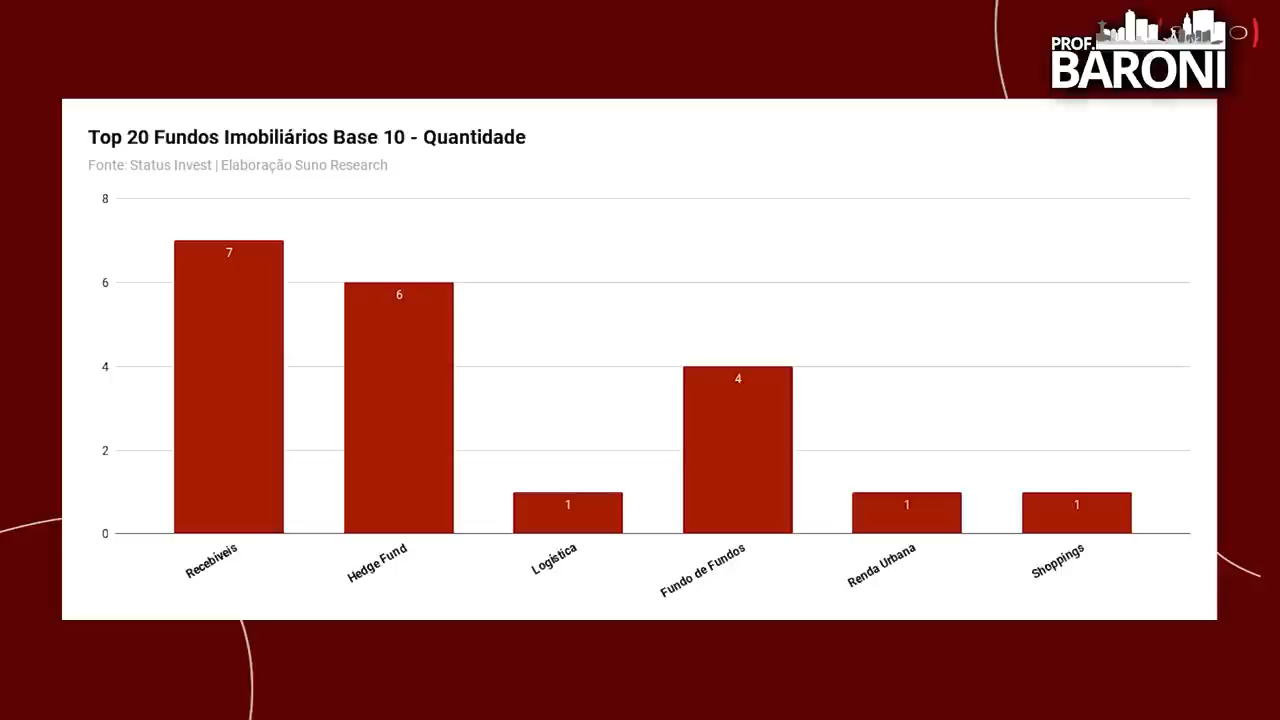 PROF.
BARONI
Top 20 Fundos Imobiliários Base 10 - Quantidade
Fonte: Status Invest | Elaboração Suno Research
8
6
4
2
0
7
6
1
4
1
1
Recebíveis
Hedge Fund
Logística
Fundo de Fundos
Renda Urbana
Shoppings